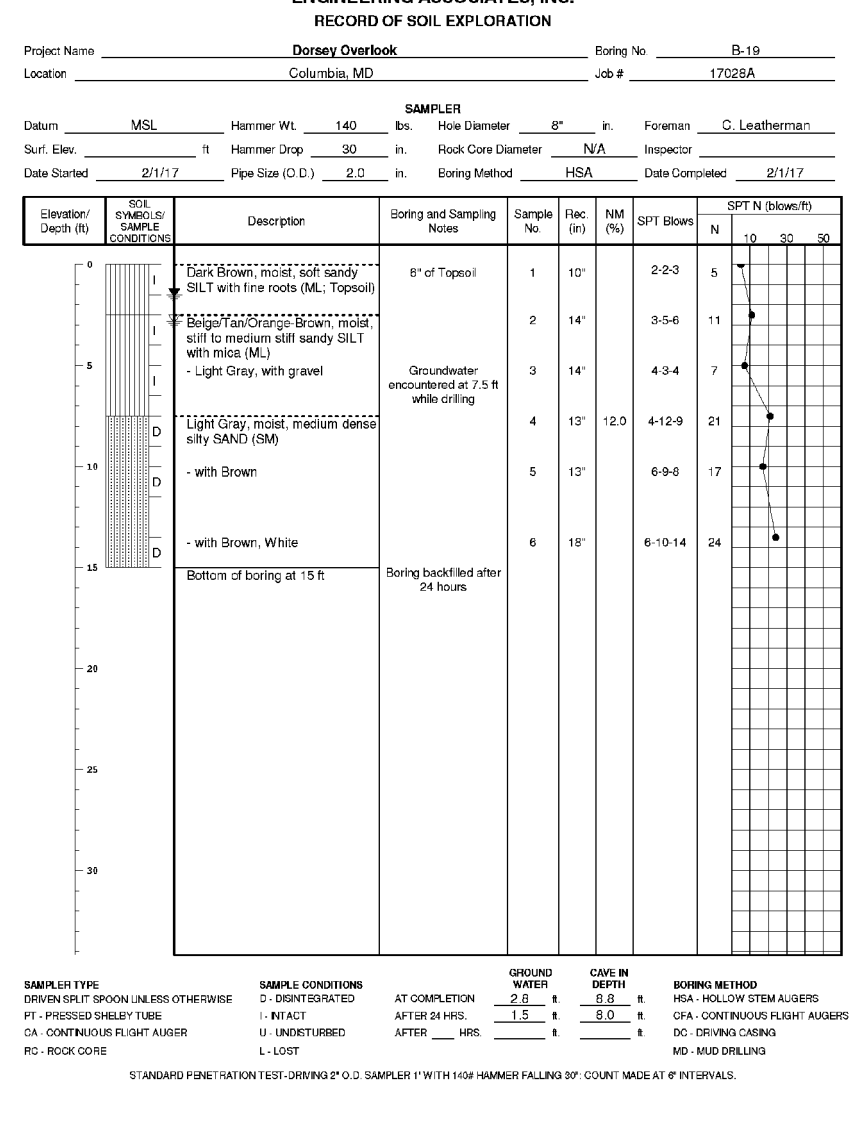 ENGINEERING ASSOCIATES, INC.
RECORD OF SOIL EXPLORATION
Project Name Dorsey Overlook Boring No. B-19
Location Columbia, MD Job # 17028A
SAMPLER
Datum MSL Hammer Wt. 140 lbs. Hole Diameter 8" in. Foreman C. Leatherman
Surf. Elev. ft Hammer Drop 30 in. Rock Core Diameter N/A Inspector
Date Started 2/1/17 Pipe Size (O.D.) 2.0 in. Boring Method HSA Date Completed 2/1/17
Elevation/ Depth (ft) SOIL SYMBOLS/ SAMPLE CONDITIONS Description Boring and Sampling Notes Sample No. Rec. (in) NM (%) SPT Blows SPT N (blows/ft)
N 10 30 50
0 I Dark Brown, moist, soft sandy 8" of Topsoil 1 10" 2-2-3 5
SILT with fine roots (ML; Topsoil)
I Beige/Tan/Orange-Brown, moist, 2 14" 3-5-6 11
stiff to medium stiff sandy SILT
with mica (ML)
5 I - Light Gray, with gravel Groundwater 3 14" 4-3-4 7
encountered at 7.5 ft
while drilling
D Light Gray, moist, medium dense 4 13" 12.0 4-12-9 21
silty SAND (SM)
10 D - with Brown 5 13" 6-9-8 17
D - with Brown, White 6 18" 6-10-14 24
15 Bottom of boring at 15 ft Boring backfilled after
24 hours
20
25
30
GROUND CAVE IN
SAMPLER TYPE SAMPLE CONDITIONS WATER DEPTH BORING METHOD
DRIVEN SPLIT SPOON UNLESS OTHERWISE D - DISINTEGRATED AT COMPLETION 2.8 ft. 8.8 ft. HSA - HOLLOW STEM AUGERS
PT - PRESSED SHELBY TUBE I - INTACT AFTER 24 HRS. 1.5 ft. 8.0 ft. CFA - CONTINUOUS FLIGHT AUGERS
CA - CONTINUOUS FLIGHT AUGER U - UNDISTURBED AFTER HRS. ft. ft. DC - DRIVING CASING
RC - ROCK CORE L - LOST MD - MUD DRILLING
STANDARD PENETRATION TEST-DRIVING 2" O.D. SAMPLER 1' WITH 140# HAMMER FALLING 30": COUNT MADE AT 6" INTERVALS.